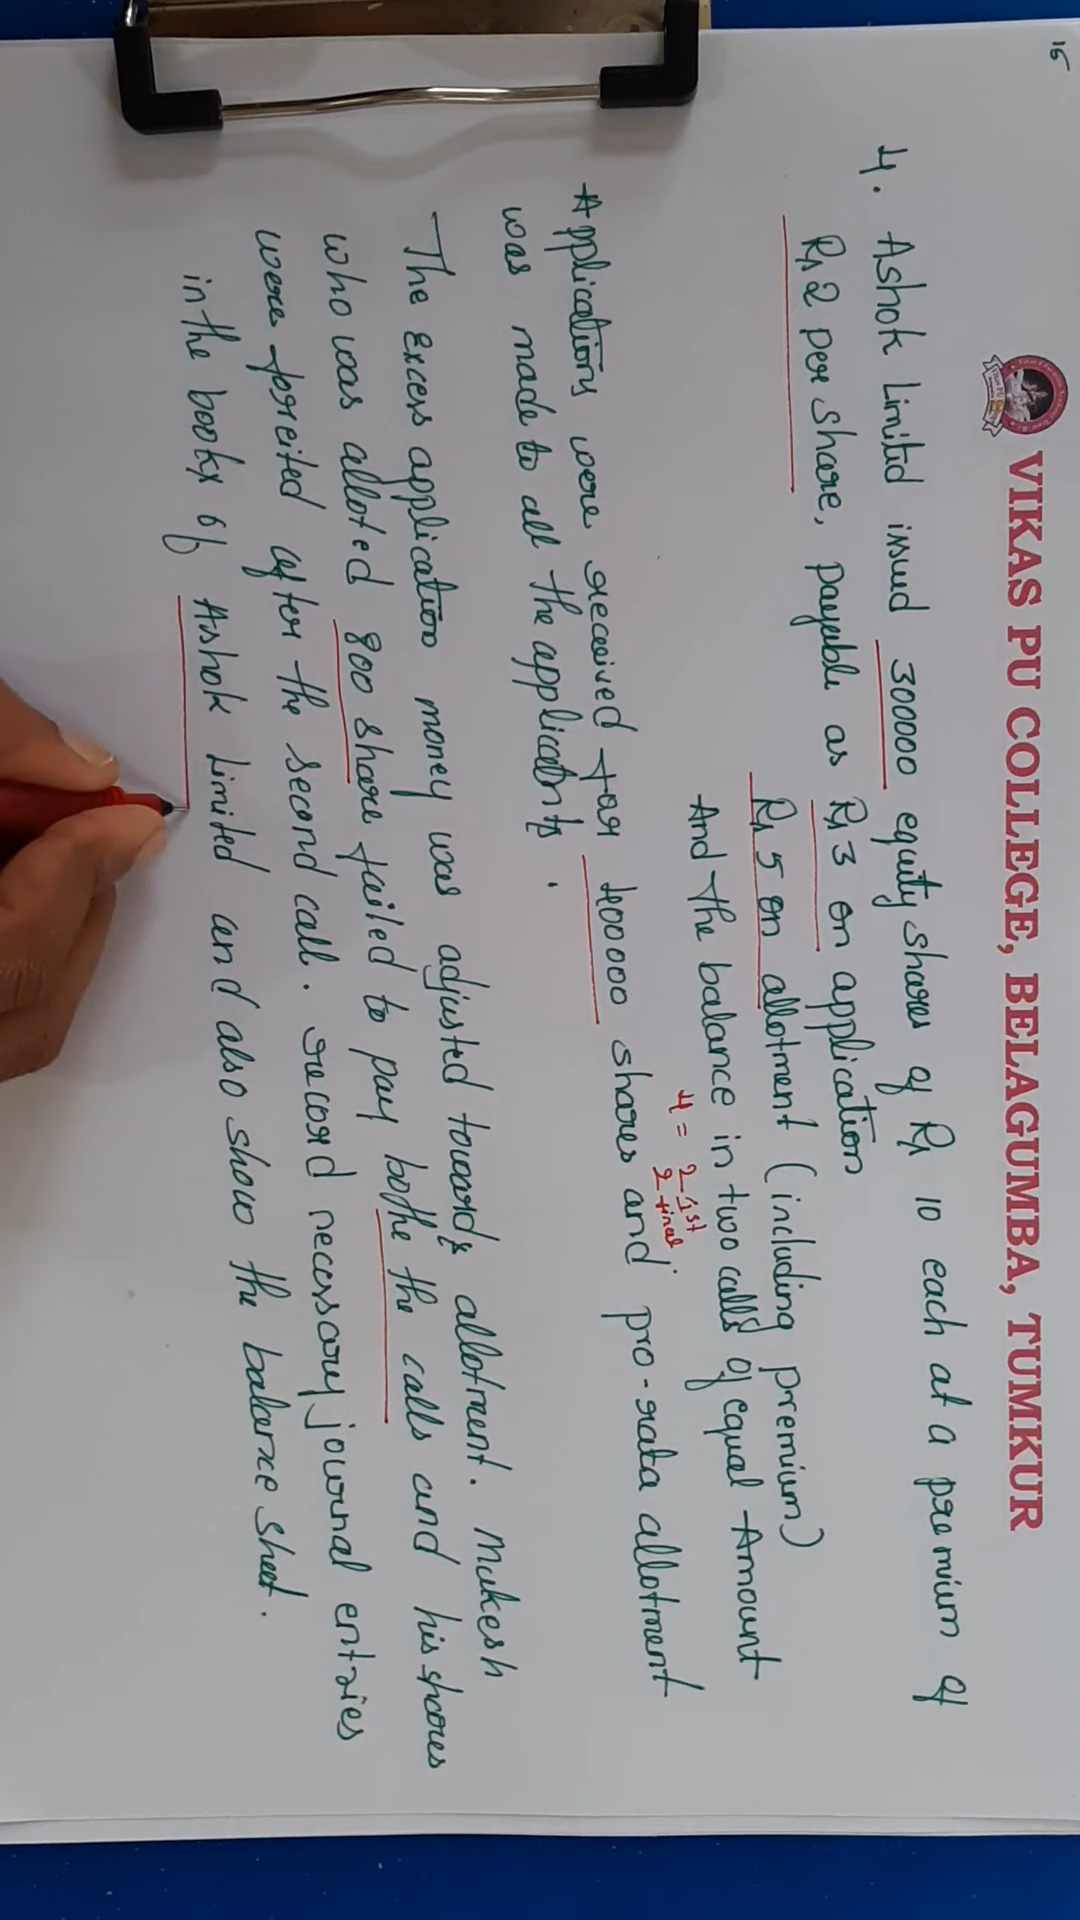 15
VIKAS PU COLLEGE, BELAGUMBA, TUMKUR
4. Ashok Limited issued 300000 equity shares of Rs 10 each at a premium of
Rs 2 per share, payable as Rs 3 on application
Rs 5 on allotment (including premium)
And the balance in two calls of equal Amount
4 = 2 1st
2 final
Applications were received for 400000 shares and pro-rata allotment
was made to all the applicants.
The excess application money was adjusted towards allotment. Mukesh
who was alloted 800 share failed to pay bothe the calls and his shares
were foreited after the second call. record necessary journal entries
in the books of Ashok Limited and also show the balance sheet.